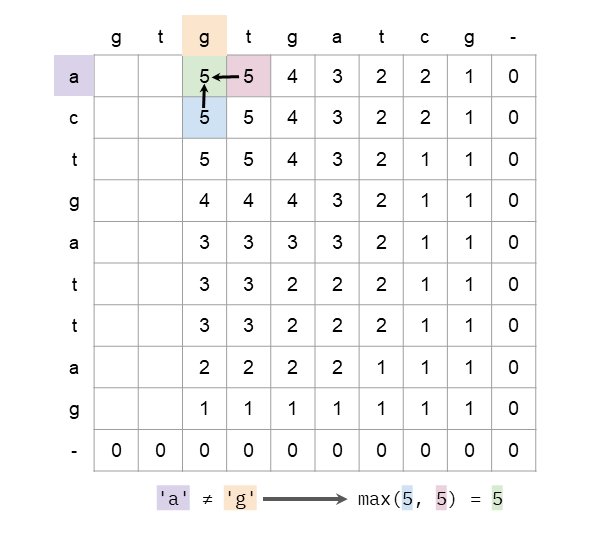 g t g t g a t c g -
a 5 5 4 3 2 2 1 0
c 5 5 4 3 2 2 1 0
t 5 5 4 3 2 1 1 0
g 4 4 4 3 2 1 1 0
a 3 3 3 3 2 1 1 0
t 3 3 2 2 2 1 1 0
t 3 3 2 2 2 1 1 0
a 2 2 2 2 1 1 1 0
g 1 1 1 1 1 1 1 0
- 0 0 0 0 0 0 0 0 0 0
'a' ≠ 'g' max(5, 5) = 5